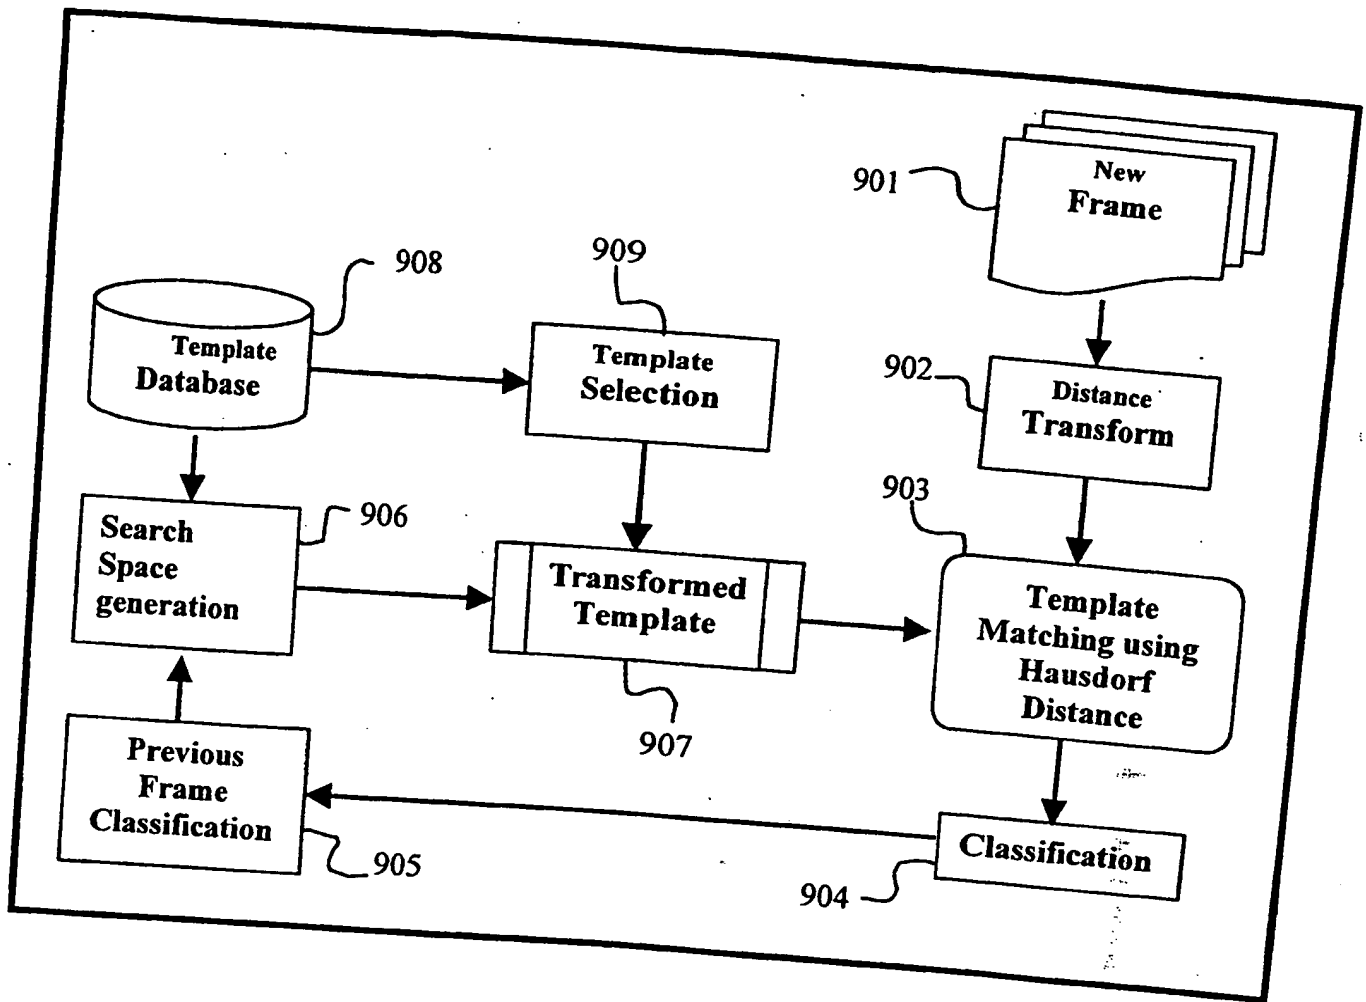 901
New
Frame
908
Template
Database
909
Template
Selection
902
Distance
Transform
906
Search
Space
generation
Transformed
Template
907
903
Template
Matching using
Hausdorf
Distance
Previous
Frame
Classification
905
Classification
904